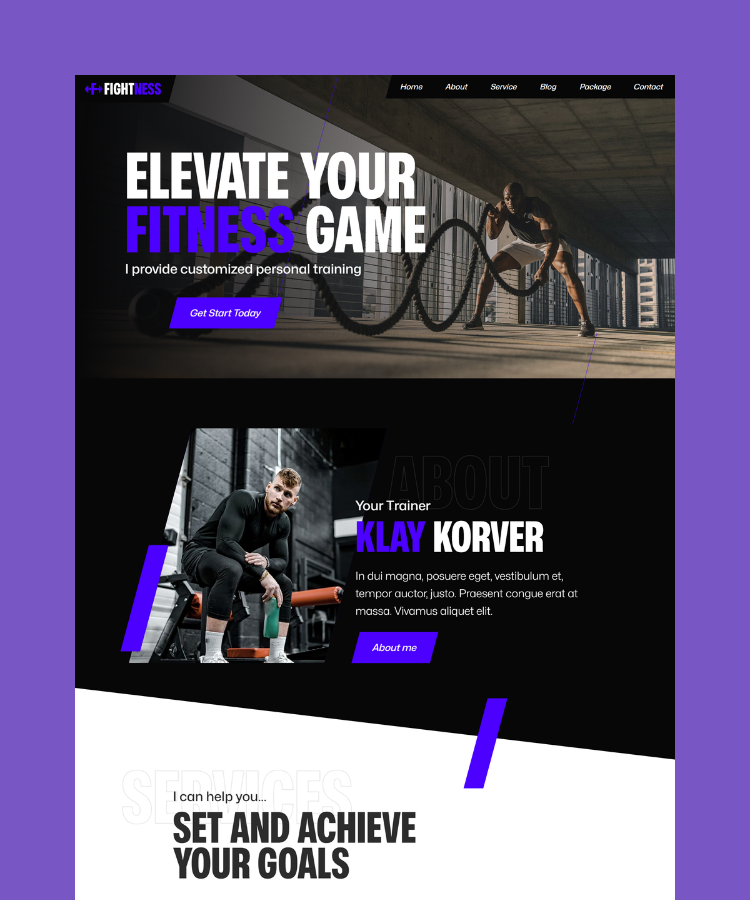 FIGHTNESS
Home About Service Blog Package Contact
ELEVATE YOUR
FITNESS GAME
I provide customized personal training
Get Start Today
ABOUT
Your Trainer
KLAY KORVER
In dui magna, posuere eget, vestibulum et,
tempor auctor, justo. Praesent congue erat at
massa. Vivamus aliquet elit.
About me
SERVICES
I can help you...
SET AND ACHIEVE
YOUR GOALS